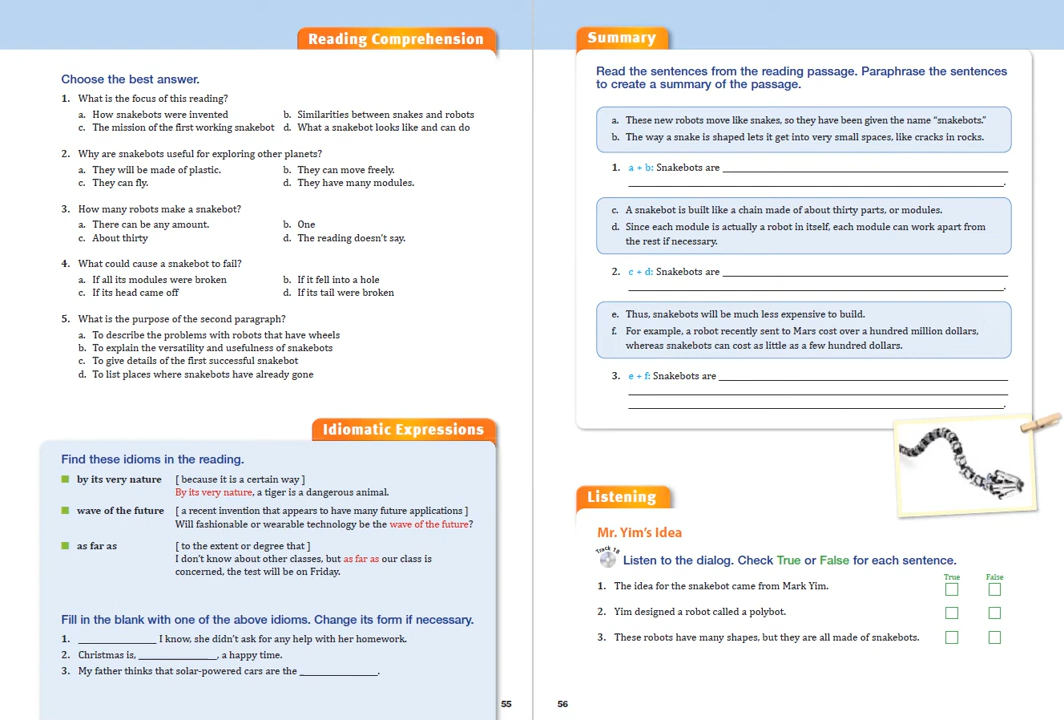 Reading Comprehension
Choose the best answer.
1. What is the focus of this reading?
a. How snakebots were invented
b. Similarities between snakes and robots
c. The mission of the first working snakebot
d. What a snakebot looks like and can do
2. Why are snakebots useful for exploring other planets?
a. They will be made of plastic.
b. They can move freely.
c. They can fly.
d. They have many modules.
3. How many robots make a snakebot?
a. There can be any amount.
b. One
c. About thirty
d. The reading doesn't say.
4. What could cause a snakebot to fail?
a. If all its modules were broken
b. If it fell into a hole
c. If its head came off
d. If its tail were broken
5. What is the purpose of the second paragraph?
a. To describe the problems with robots that have wheels
b. To explain the versatility and usefulness of snakebots
c. To give details of the first successful snakebot
d. To list places where snakebots have already gone
Idiomatic Expressions
Find these idioms in the reading.
by its very nature [ because it is a certain way ]
By its very nature, a tiger is a dangerous animal.
wave of the future [ a recent invention that appears to have many future applications ]
Will fashionable or wearable technology be the wave of the future?
as far as [ to the extent or degree that ]
I don't know about other classes, but as far as our class is
concerned, the test will be on Friday.
Fill in the blank with one of the above idioms. Change its form if necessary.
1. ______________ I know, she didn't ask for any help with her homework.
2. Christmas is, ______________, a happy time.
3. My father thinks that solar-powered cars are the ______________.
55
Summary
Read the sentences from the reading passage. Paraphrase the sentences
to create a summary of the passage.
a. These new robots move like snakes, so they have been given the name “snakebots.”
b. The way a snake is shaped lets it get into very small spaces, like cracks in rocks.
1. a + b: Snakebots are ______________
______________.
c. A snakebot is built like a chain made of about thirty parts, or modules.
d. Since each module is actually a robot in itself, each module can work apart from
the rest if necessary.
2. c + d: Snakebots are ______________
______________.
e. Thus, snakebots will be much less expensive to build.
f. For example, a robot recently sent to Mars cost over a hundred million dollars,
whereas snakebots can cost as little as a few hundred dollars.
3. e + f: Snakebots are ______________
______________
______________.
Listening
Mr. Yim's Idea
Track 18
Listen to the dialog. Check True or False for each sentence.
True False
1. The idea for the snakebot came from Mark Yim.
2. Yim designed a robot called a polybot.
3. These robots have many shapes, but they are all made of snakebots.
56